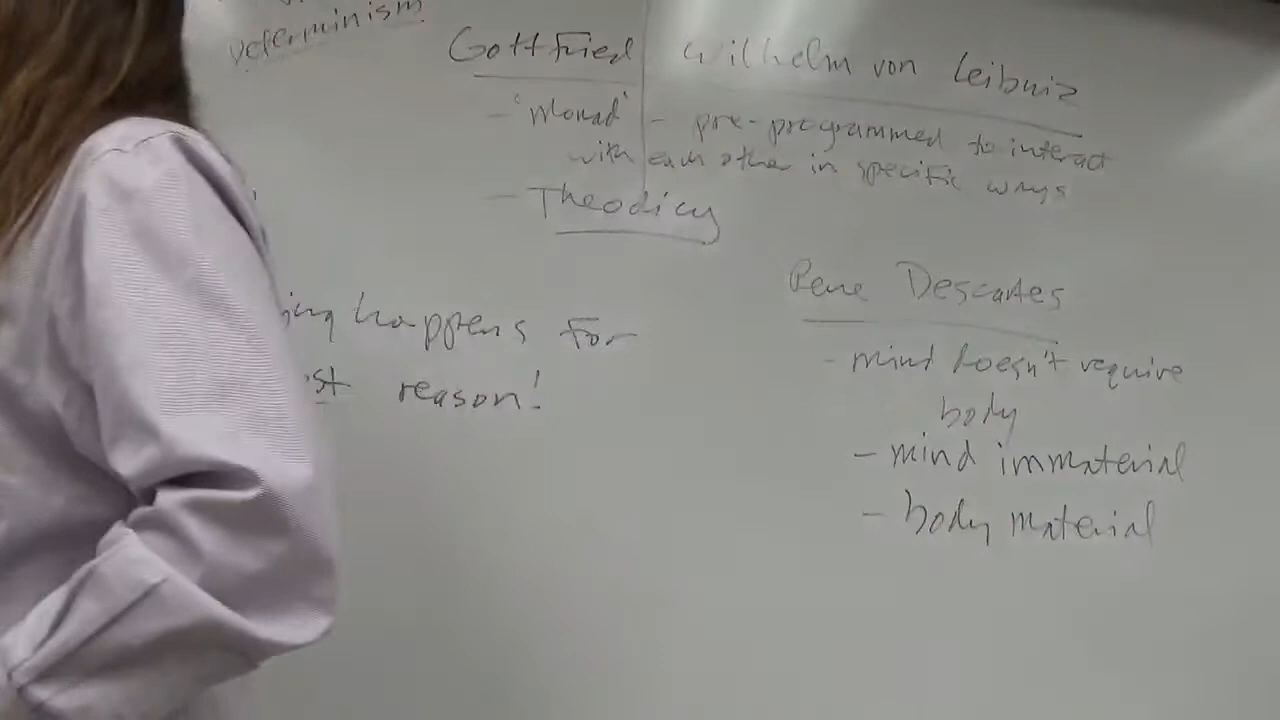 Determinism
Gottfried Wilhelm von Leibniz
- 'Monad' - pre-programmed to interact
with each other in specific ways
- Theodicy
Rene Descartes
ing happens for
st reason!
- mind doesn't require
body
- mind immaterial
- body material